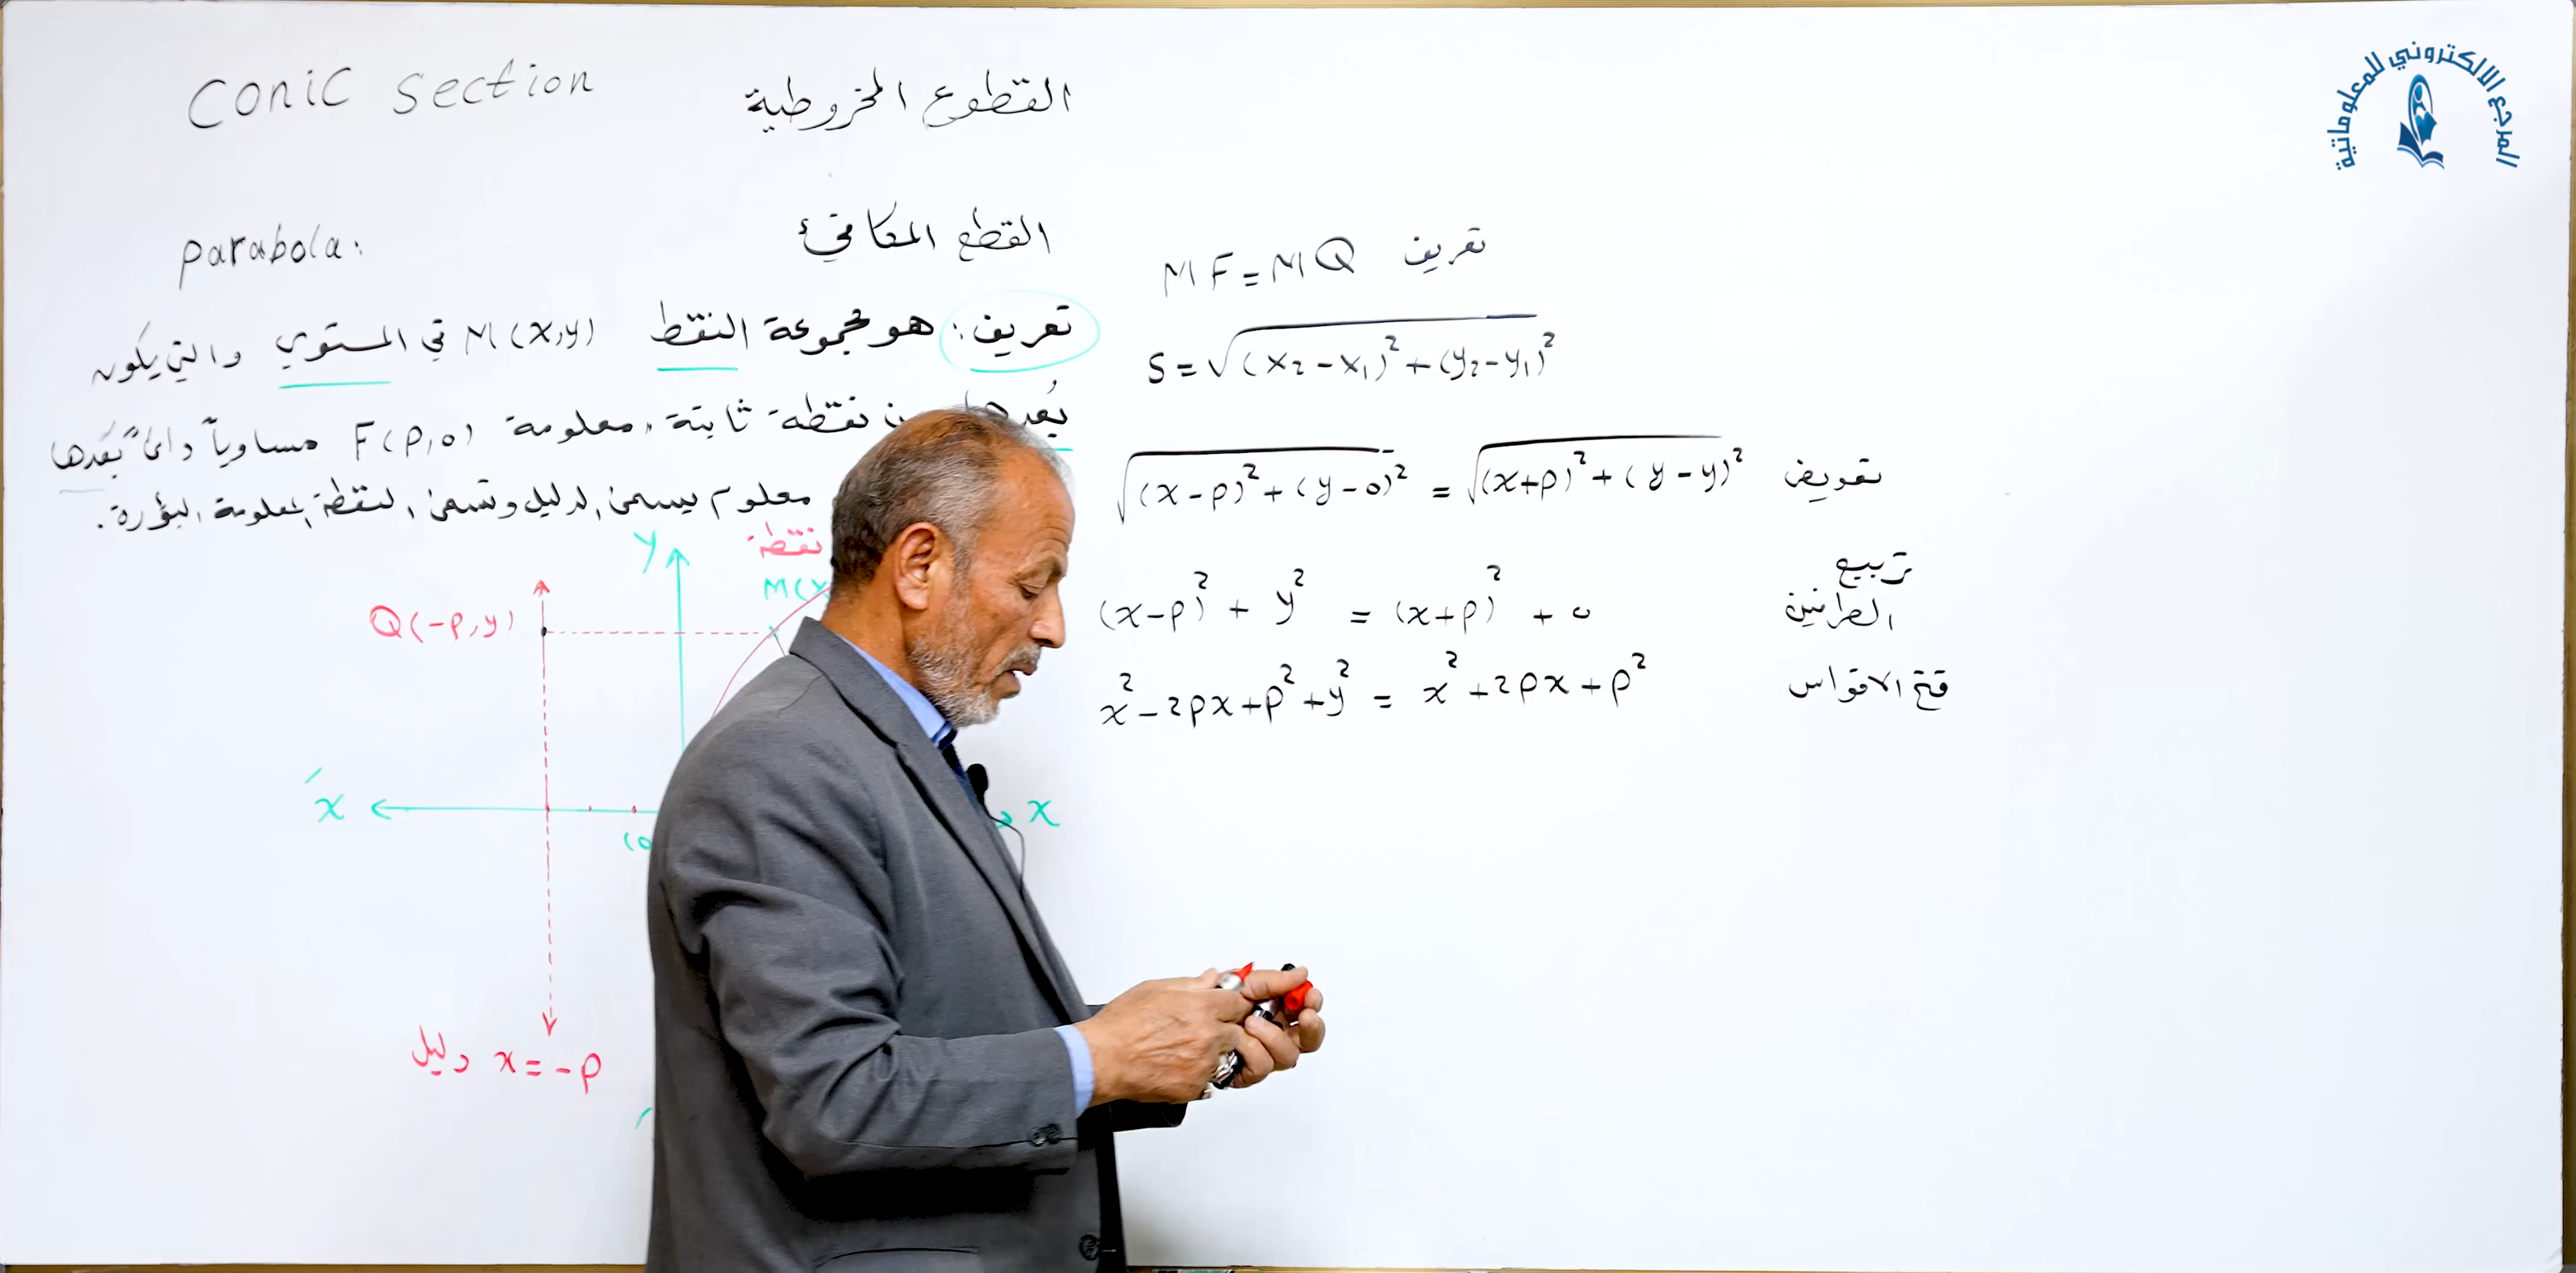 المرجع الالكتروني للمعلوماتية
Conic section القطوع المخروطية
parabola: القطع المكافئ
تعريف: هو مجموعة النقط M(x,y) في المستوي والتي يكون
نقطة ثابتة معلومة F(P,0) مساوياً دائماً بُعدها
معلوم يسمى الدليل وتسمى النقطة المعلومة البؤرة.
y
نقطة
M(x
Q(-P,y)
x́
x
(0
دليل x=-P
MF=MQ تعريف
S=√(x₂-x₁)²+(y₂-y₁)²
√(x-P)²+(y-0)² = √(x+P)²+(y-y)² تعويض
تربيع
(x-P)² + y² = (x+P)² + 0 الطرفين
x²-2Px+P²+y² = x²+2Px+P² فتح الاقواس